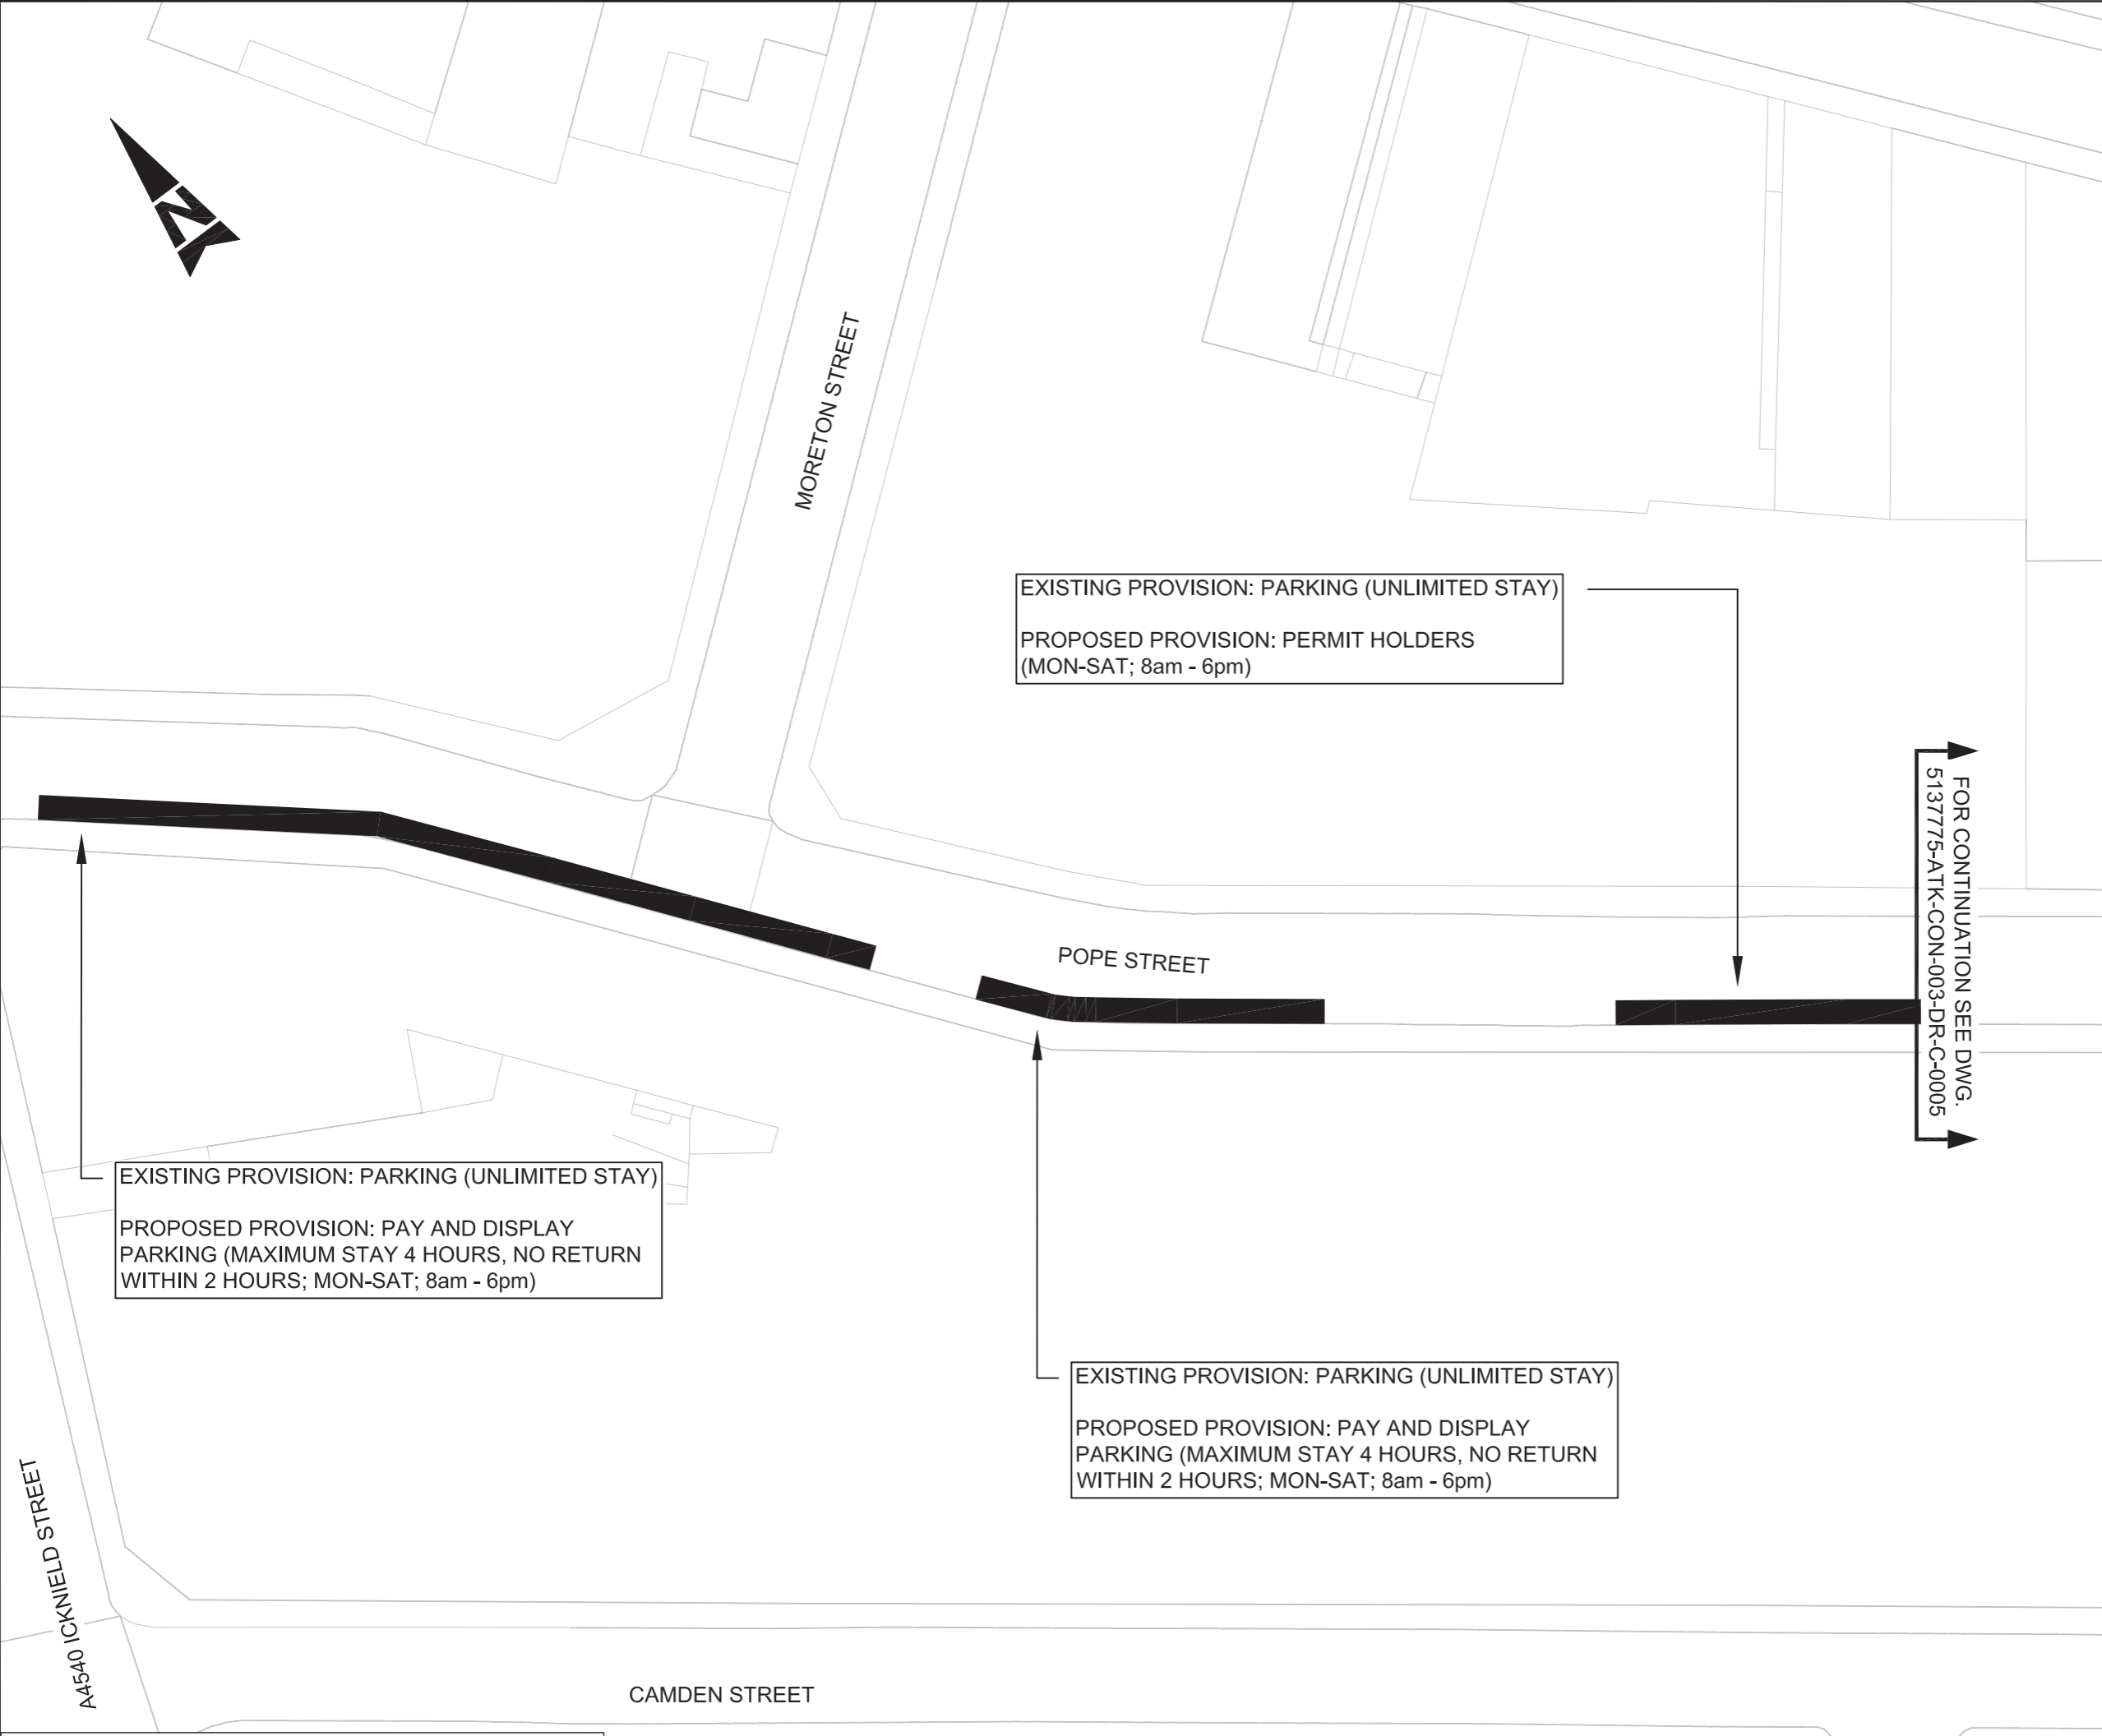 N
MORETON STREET
EXISTING PROVISION: PARKING (UNLIMITED STAY)
PROPOSED PROVISION: PERMIT HOLDERS
(MON-SAT; 8am - 6pm)
FOR CONTINUATION SEE DWG.
5137775-ATK-CON-003-DR-C-0005
POPE STREET
EXISTING PROVISION: PARKING (UNLIMITED STAY)
PROPOSED PROVISION: PAY AND DISPLAY
PARKING (MAXIMUM STAY 4 HOURS, NO RETURN
WITHIN 2 HOURS; MON-SAT; 8am - 6pm)
EXISTING PROVISION: PARKING (UNLIMITED STAY)
PROPOSED PROVISION: PAY AND DISPLAY
PARKING (MAXIMUM STAY 4 HOURS, NO RETURN
WITHIN 2 HOURS; MON-SAT; 8am - 6pm)
A4540 ICKNIELD STREET
CAMDEN STREET